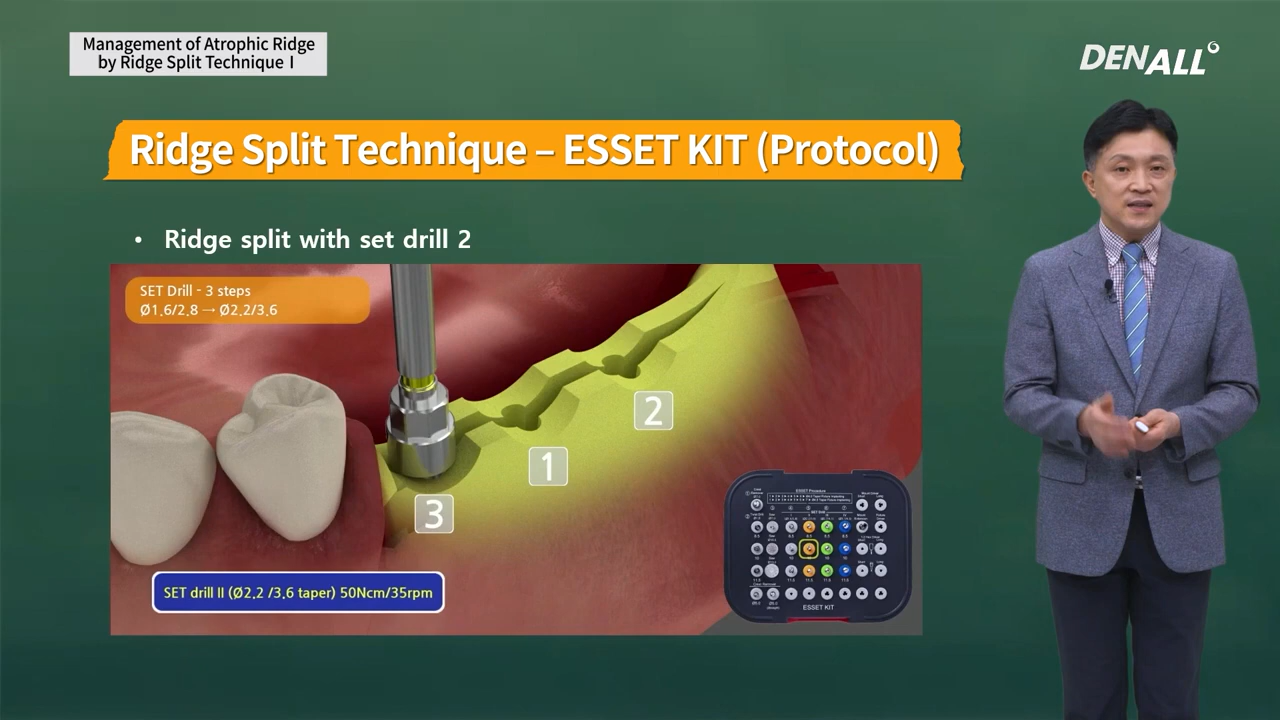 Management of Atrophic Ridge
by Ridge Split Technique I
DENALL
Ridge Split Technique – ESSET KIT (Protocol)
• Ridge split with set drill 2
SET Drill - 3 steps
Ø1.6/2.8 → Ø2.2/3.6
2
1
3
SET drill II (Ø2.2 /3.6 taper) 50Ncm/35rpm
ESSET Procedure
ESSET KIT